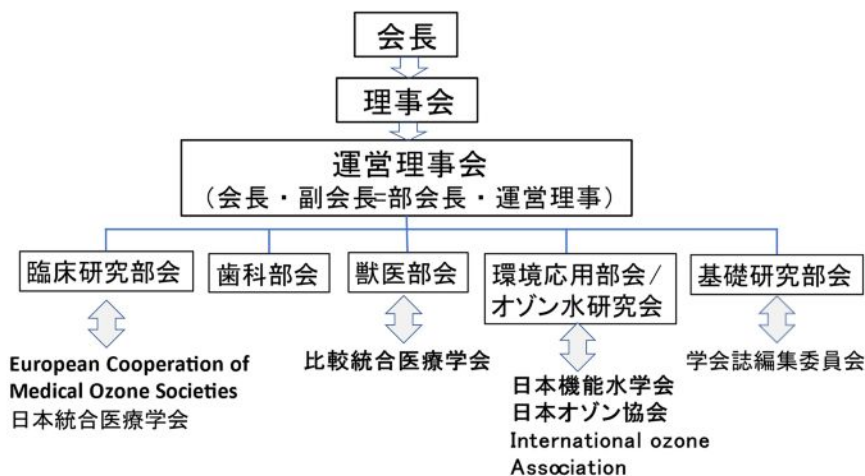 会長
理事会
運営理事会
（会長・副会長=部会長・運営理事）
臨床研究部会
歯科部会
獣医部会
環境応用部会/
オゾン水研究会
基礎研究部会
European Cooperation of
Medical Ozone Societies
日本統合医療学会
比較統合医療学会
日本機能水学会
日本オゾン協会
International ozone
Association
学会誌編集委員会